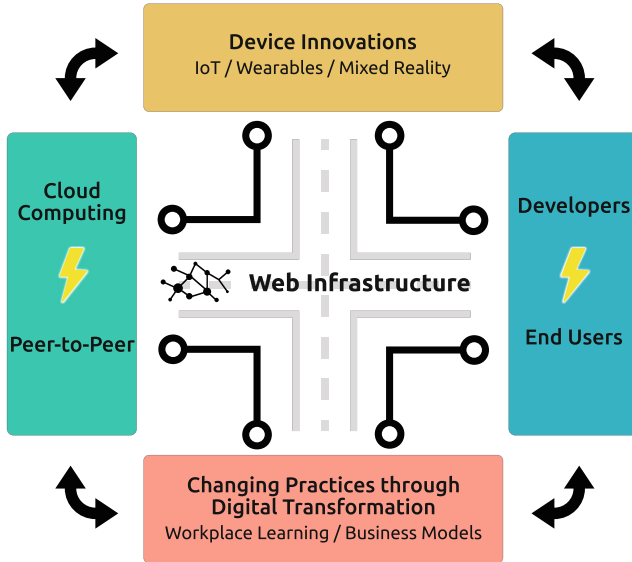 Device Innovations
IoT / Wearables / Mixed Reality
Cloud
Computing
Peer-to-Peer
Web Infrastructure
Developers
End Users
Changing Practices through
Digital Transformation
Workplace Learning / Business Models